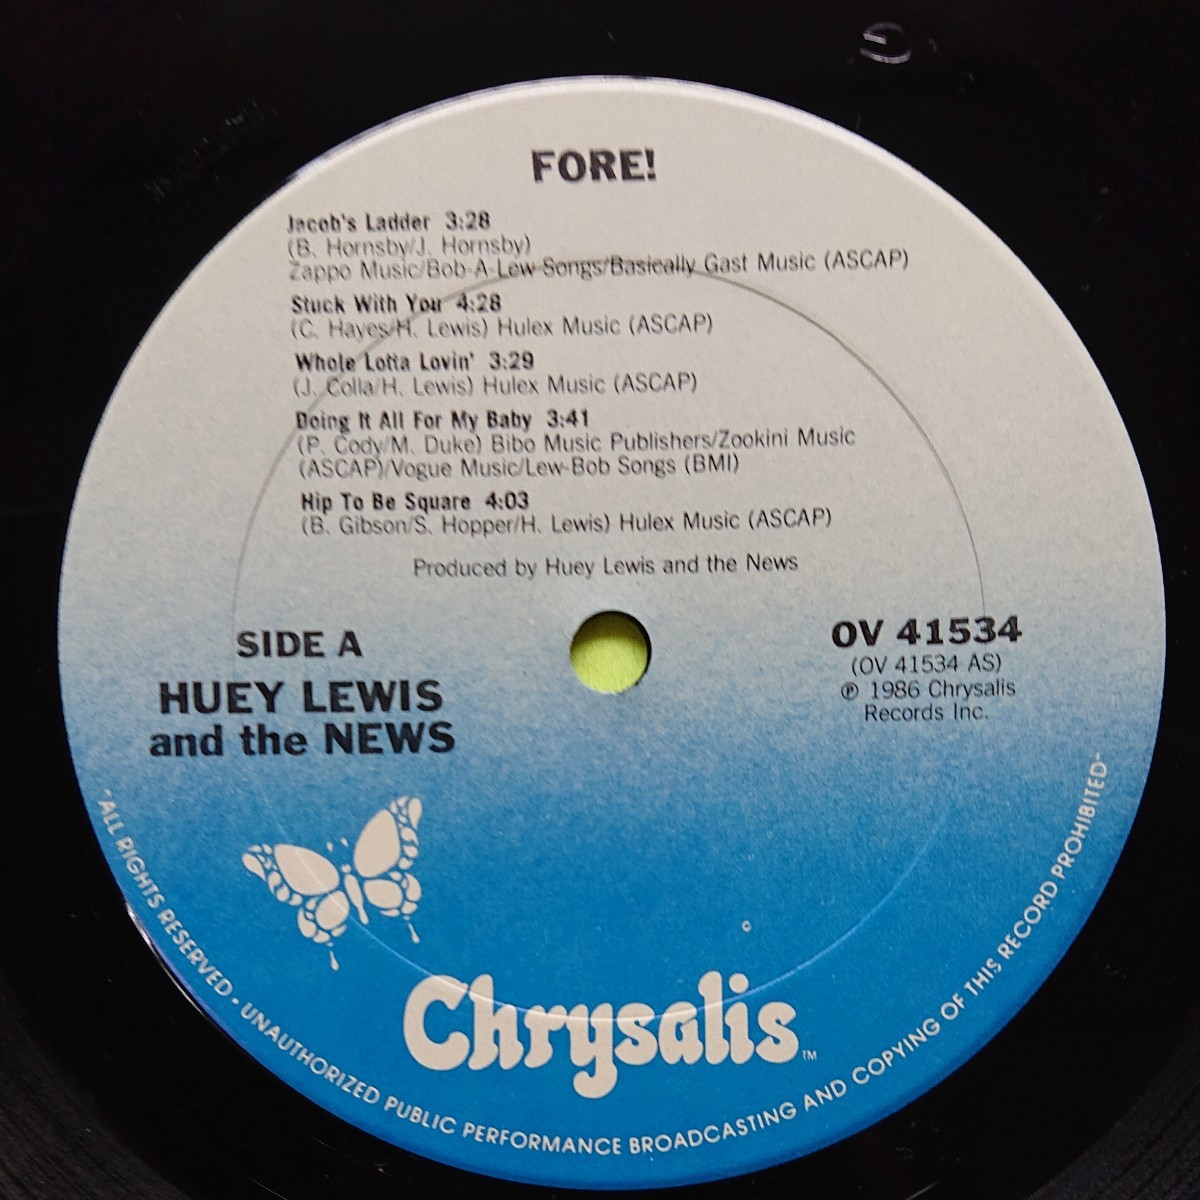 FORE!
Jacob's Ladder 3:28
(B. Hornsby/J. Hornsby)
Zappo Music/Bob-A-Lew Songs/Basically Gast Music (ASCAP)
Stuck With You 4:28
(C. Hayes/H. Lewis) Hulex Music (ASCAP)
Whole Lotta Lovin' 3:29
(J. Colla/H. Lewis) Hulex Music (ASCAP)
Doing It All For My Baby 3:41
(P. Cody/M. Duke) Bibo Music Publishers/Zookini Music
(ASCAP)/Vogue Music/Lew-Bob Songs (BMI)
Hip To Be Square 4:03
(B. Gibson/S. Hopper/H. Lewis) Hulex Music (ASCAP)
Produced by Huey Lewis and the News
SIDE A
HUEY LEWIS
and the NEWS
OV 41534
(OV 41534 AS)
℗ 1986 Chrysalis
Records Inc.
Chrysalis™
"ALL RIGHTS RESERVED - UNAUTHORIZED PUBLIC PERFORMANCE BROADCASTING AND COPYING OF THIS RECORD PROHIBITED"